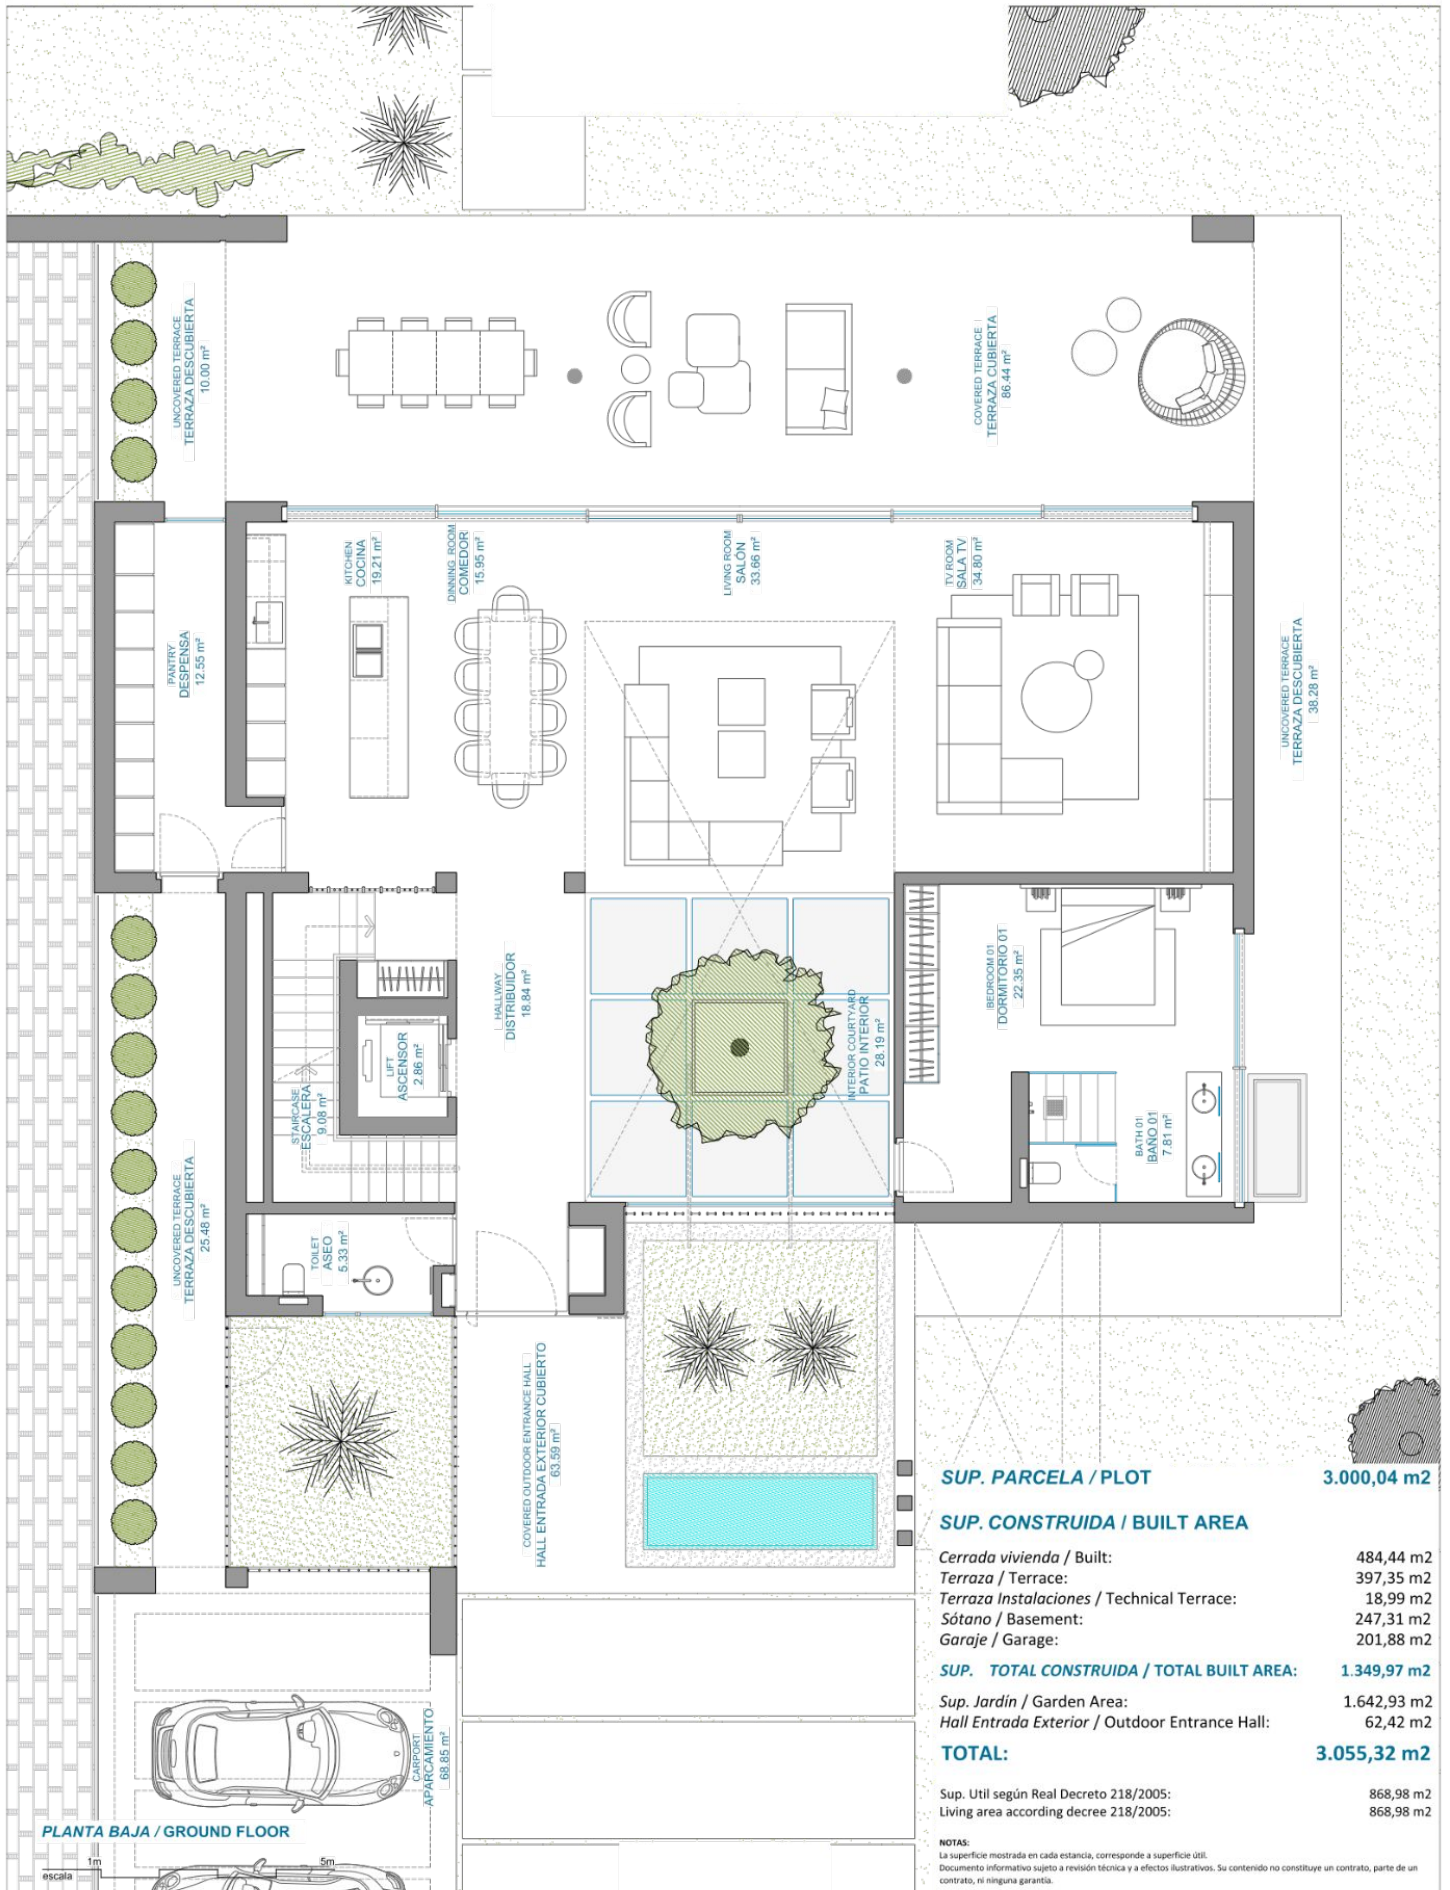 UNCOVERED TERRACE
TERRAZA DESCUBIERTA
10.00 m²
COVERED TERRACE
TERRAZA CUBIERTA
86.44 m²
KITCHEN
COCINA
19.21 m²
DINNING ROOM
COMEDOR
15.95 m²
LIVING ROOM
SALÓN
33.66 m²
TV ROOM
SALA TV
34.80 m²
PANTRY
DESPENSA
12.55 m²
UNCOVERED TERRACE
TERRAZA DESCUBIERTA
38.28 m²
HALLWAY
DISTRIBUIDOR
18.84 m²
LIFT
ASCENSOR
2.86 m²
STAIRCASE
ESCALERA
9.08 m²
INTERIOR COURTYARD
PATIO INTERIOR
28.19 m²
BEDROOM 01
DORMITORIO 01
22.35 m²
BATH 01
BAÑO 01
7.81 m²
UNCOVERED TERRACE
TERRAZA DESCUBIERTA
25.48 m²
TOILET
ASEO
5.33 m²
COVERED OUTDOOR ENTRANCE HALL
HALL ENTRADA EXTERIOR CUBIERTO
63.59 m²
CARPORT
APARCAMIENTO
68.85 m²
PLANTA BAJA / GROUND FLOOR
1m 5m
escala
SUP. PARCELA / PLOT 3.000,04 m2
SUP. CONSTRUIDA / BUILT AREA
Cerrada vivienda / Built: 484,44 m2
Terraza / Terrace: 397,35 m2
Terraza Instalaciones / Technical Terrace: 18,99 m2
Sótano / Basement: 247,31 m2
Garaje / Garage: 201,88 m2
SUP. TOTAL CONSTRUIDA / TOTAL BUILT AREA: 1.349,97 m2
Sup. Jardín / Garden Area: 1.642,93 m2
Hall Entrada Exterior / Outdoor Entrance Hall: 62,42 m2
TOTAL: 3.055,32 m2
Sup. Util según Real Decreto 218/2005: 868,98 m2
Living area according decree 218/2005: 868,98 m2
NOTAS:
La superficie mostrada en cada estancia, corresponde a superficie útil.
Documento informativo sujeto a revisión técnica y a efectos ilustrativos. Su contenido no constituye un contrato, parte de un
contrato, ni ninguna garantía.